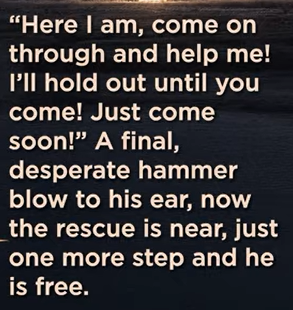 “Here I am, come on
through and help me!
I’ll hold out until you
come! Just come
soon!” A final,
desperate hammer
blow to his ear, now
the rescue is near, just
one more step and he
is free.